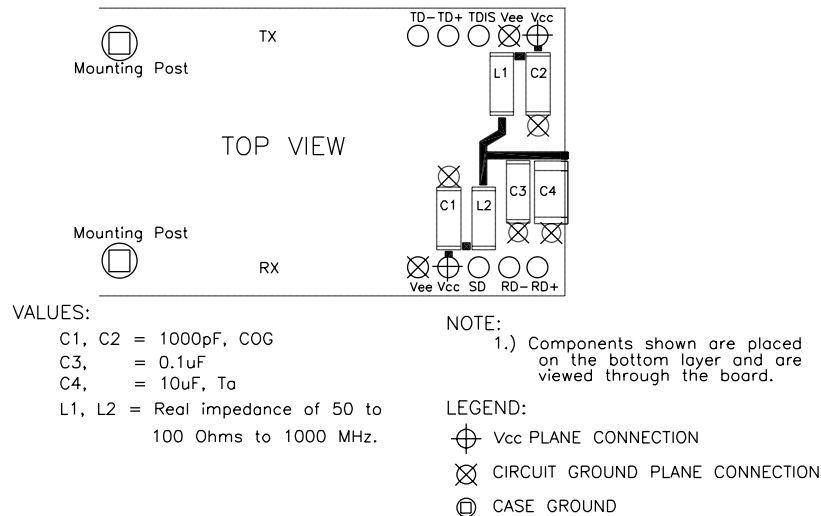 TD- TD+ TDIS Vee Vcc
TX
Mounting Post
L1 C2
TOP VIEW
C1 L2 C3 C4
Mounting Post
RX
Vee Vcc SD RD- RD+
VALUES:
C1, C2 = 1000pF, COG
C3, = 0.1uF
C4, = 10uF, Ta
L1, L2 = Real impedance of 50 to
100 Ohms to 1000 MHz.
NOTE:
1.) Components shown are placed
on the bottom layer and are
viewed through the board.
LEGEND:
Vcc PLANE CONNECTION
CIRCUIT GROUND PLANE CONNECTION
CASE GROUND